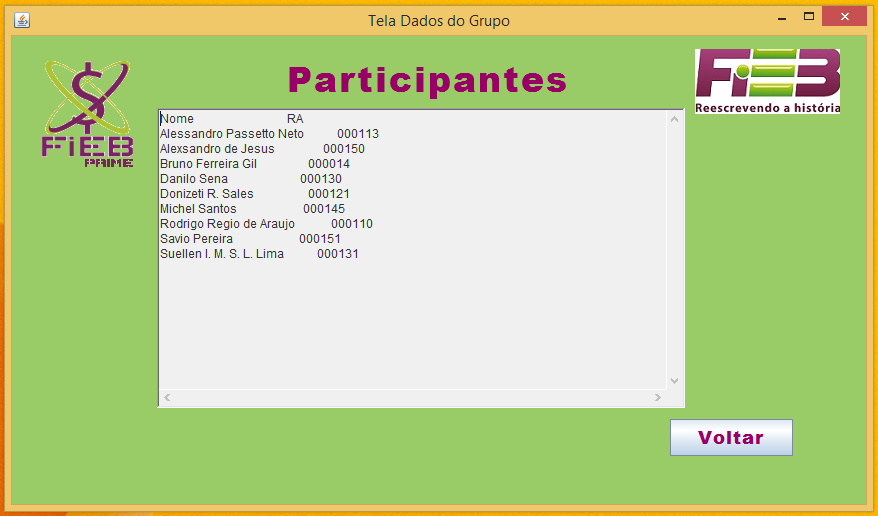 Tela Dados do Grupo
FiEB
PRIME
Participantes
FiEB
Reescrevendo a história
Nome RA
Alessandro Passetto Neto 000113
Alexsandro de Jesus 000150
Bruno Ferreira Gil 000014
Danilo Sena 000130
Donizeti R. Sales 000121
Michel Santos 000145
Rodrigo Regio de Araujo 000110
Savio Pereira 000151
Suellen I. M. S. L. Lima 000131
Voltar